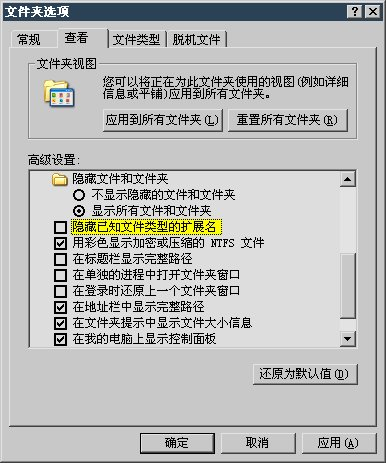 文件夹选项
常规
查看
文件类型
脱机文件
文件夹视图
您可以将正在为此文件夹使用的视图(例如详细
信息或平铺)应用到所有文件夹。
应用到所有文件夹(L)
重置所有文件夹(R)
高级设置:
隐藏文件和文件夹
不显示隐藏的文件和文件夹
显示所有文件和文件夹
隐藏已知文件类型的扩展名
用彩色显示加密或压缩的 NTFS 文件
在标题栏显示完整路径
在单独的进程中打开文件夹窗口
在登录时还原上一个文件夹窗口
在地址栏中显示完整路径
在文件夹提示中显示文件大小信息
在我的电脑上显示控制面板
还原为默认值(D)
确定
取消
应用(A)